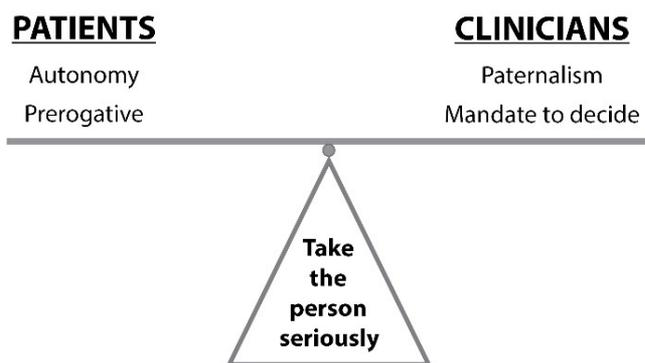 PATIENTS
Autonomy
Prerogative
CLINICIANS
Paternalism
Mandate to decide
Take
the
person
seriously